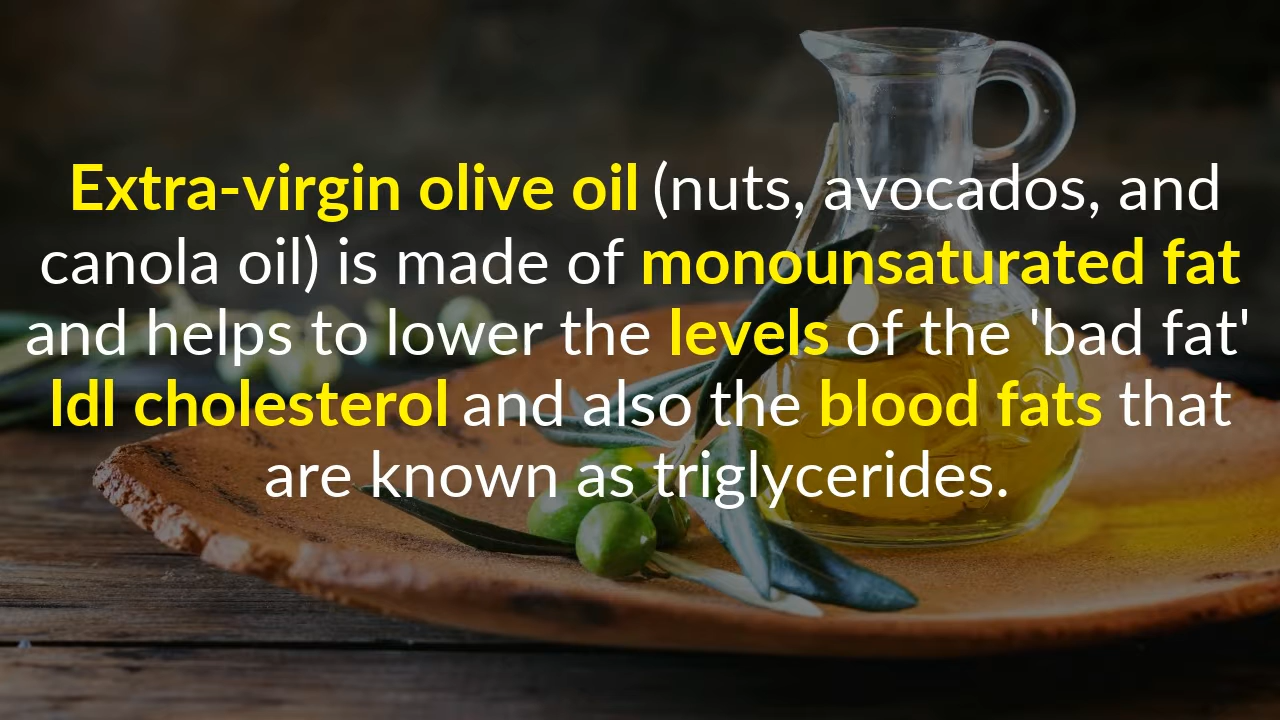 Extra-virgin olive oil (nuts, avocados, and
canola oil) is made of monounsaturated fat
and helps to lower the levels of the 'bad fat'
ldl cholesterol and also the blood fats that
are known as triglycerides.